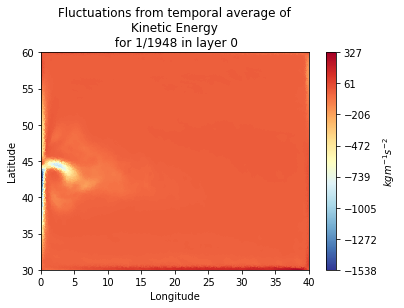 Fluctuations from temporal average of
Kinetic Energy
for 1/1948 in layer 0
60
55
50
45
40
35
30
Latitude
0 5 10 15 20 25 30 35 40
Longitude
327
61
−206
−472
−739
−1005
−1272
−1538
kgm⁻¹s⁻²